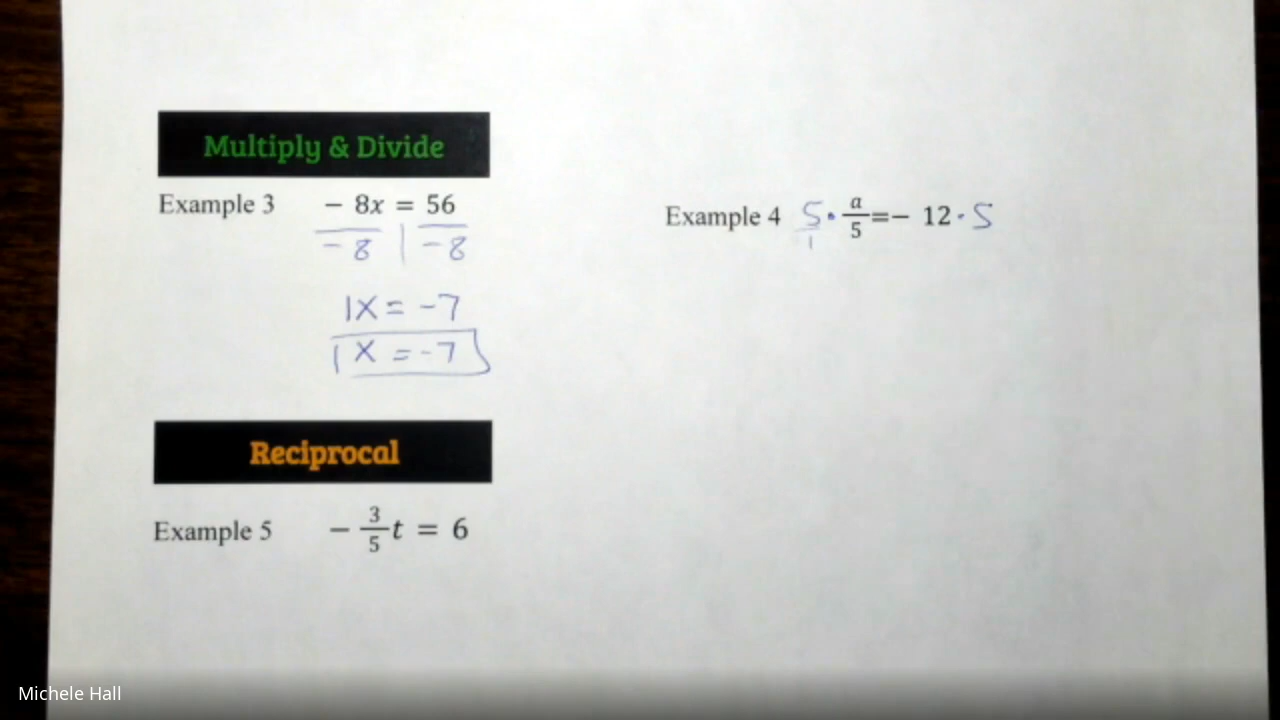 Multiply & Divide
Example 3 − 8x = 56
−8 | −8
1x = −7
x = −7
Example 4 5/1 · a/5 = − 12 · 5
Reciprocal
Example 5 − 3/5 t = 6
Michele Hall